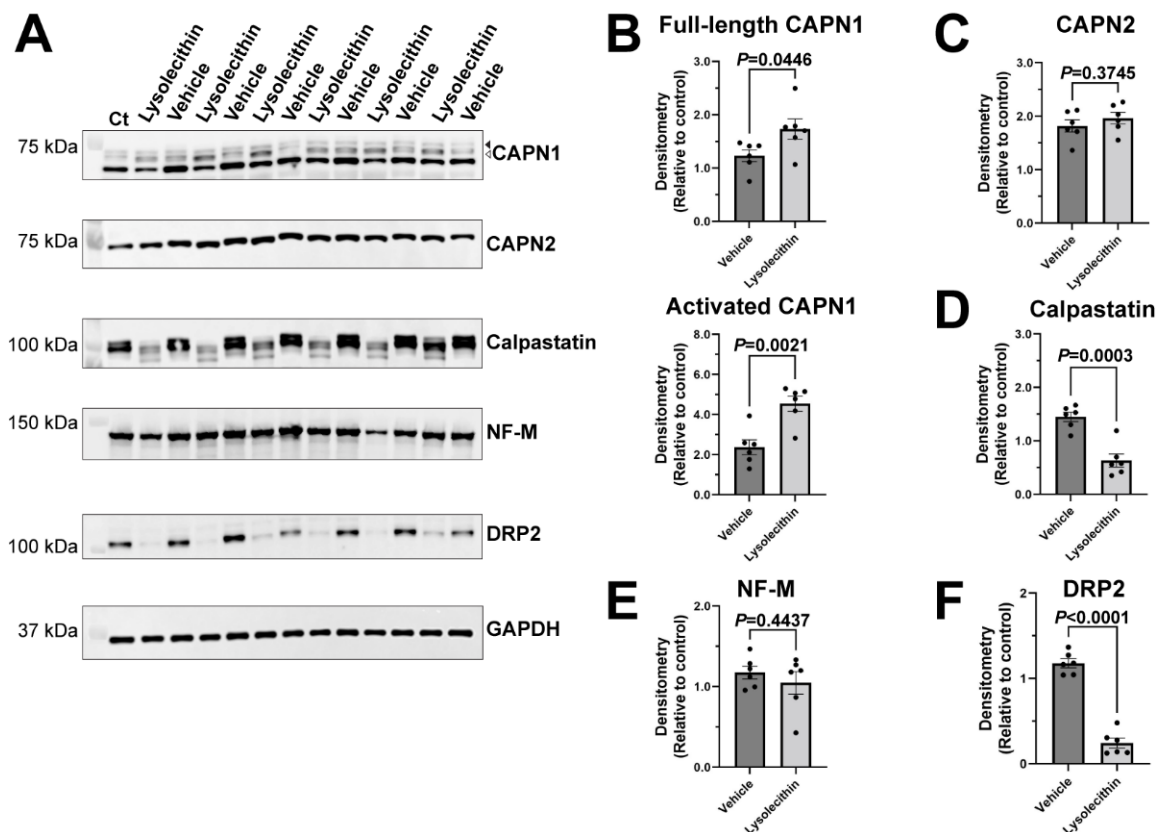 A
Ct
Lysolecithin
Vehicle
Lysolecithin
Vehicle
Lysolecithin
Vehicle
Lysolecithin
Vehicle
Lysolecithin
Vehicle
Lysolecithin
Vehicle
75 kDa
CAPN1
75 kDa
CAPN2
100 kDa
Calpastatin
150 kDa
NF-M
100 kDa
DRP2
37 kDa
GAPDH
B
Full-length CAPN1
P=0.0446
Densitometry
(Relative to control)
3.0
2.0
1.0
0.0
Vehicle
Lysolecithin
Activated CAPN1
P=0.0021
Densitometry
(Relative to control)
8.0
6.0
4.0
2.0
0.0
Vehicle
Lysolecithin
C
CAPN2
P=0.3745
Densitometry
(Relative to control)
3.0
2.0
1.0
0.0
Vehicle
Lysolecithin
D
Calpastatin
P=0.0003
Densitometry
(Relative to control)
3.0
2.0
1.0
0.0
Vehicle
Lysolecithin
E
NF-M
P=0.4437
Densitometry
(Relative to control)
2.0
1.0
0.0
Vehicle
Lysolecithin
F
DRP2
P<0.0001
Densitometry
(Relative to control)
2
1
0
Vehicle
Lysolecithin